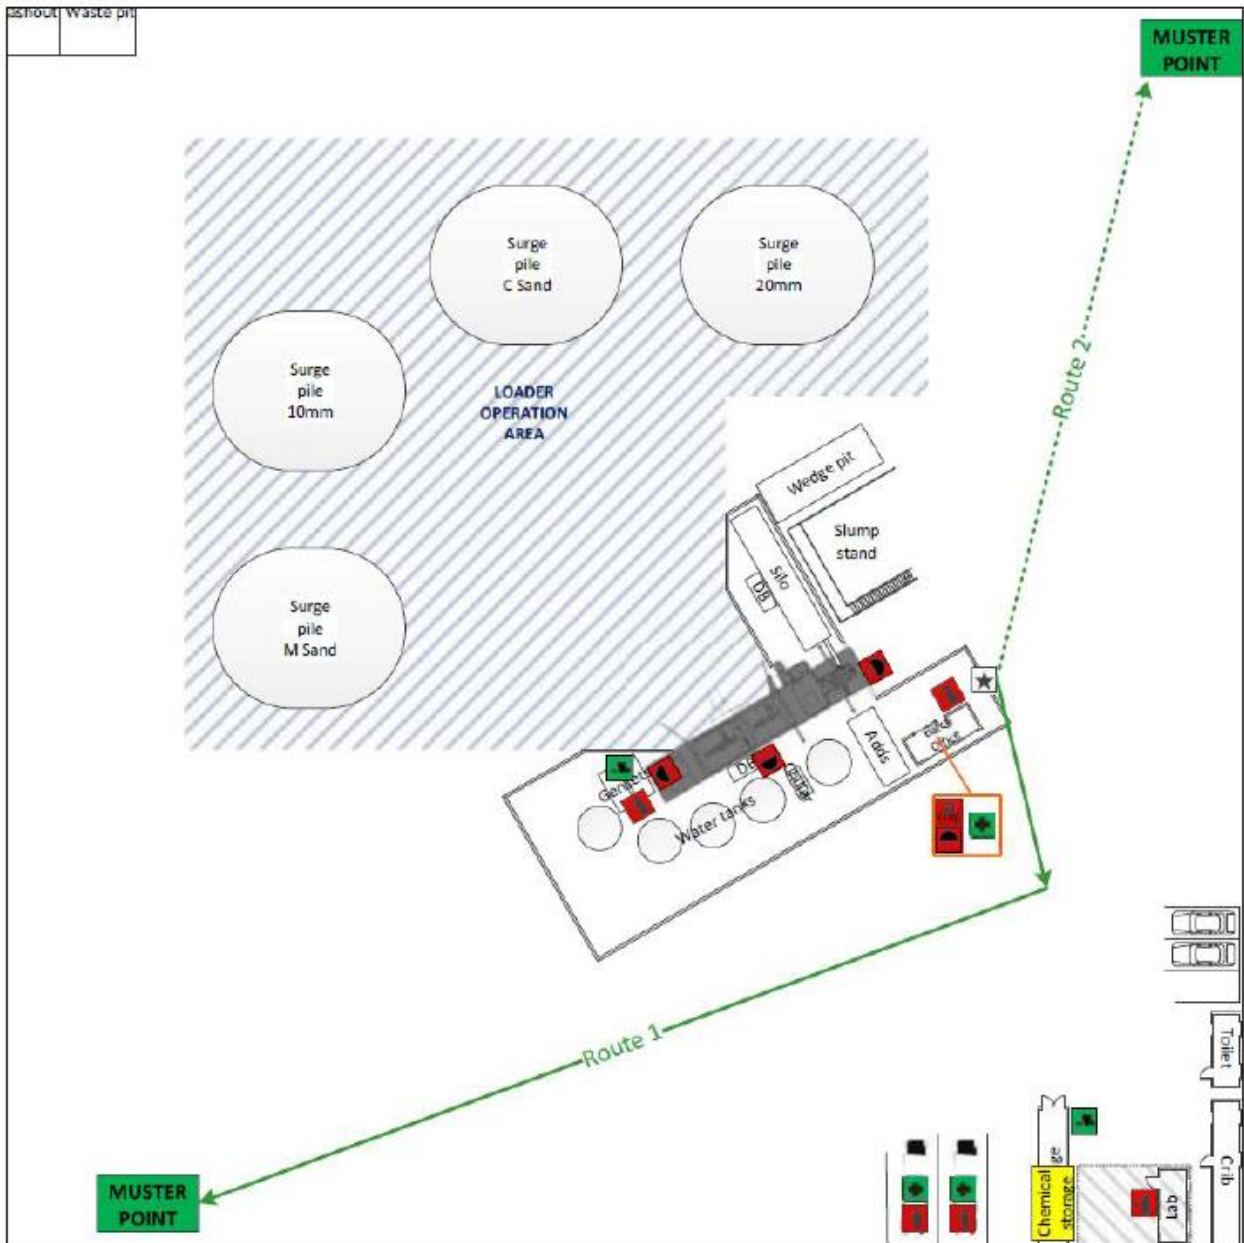 ashout
Waste pit
MUSTER
POINT
Surge
pile
C Sand
Surge
pile
20mm
Surge
pile
10mm
LOADER
OPERATION
AREA
Route 2
Wedge pit
Slump
stand
Silo
DB
Surge
pile
M Sand
Adds
Water tanks
Route 1
Toilet
Crib
MUSTER
POINT
ge
Chemical
storage
Lab